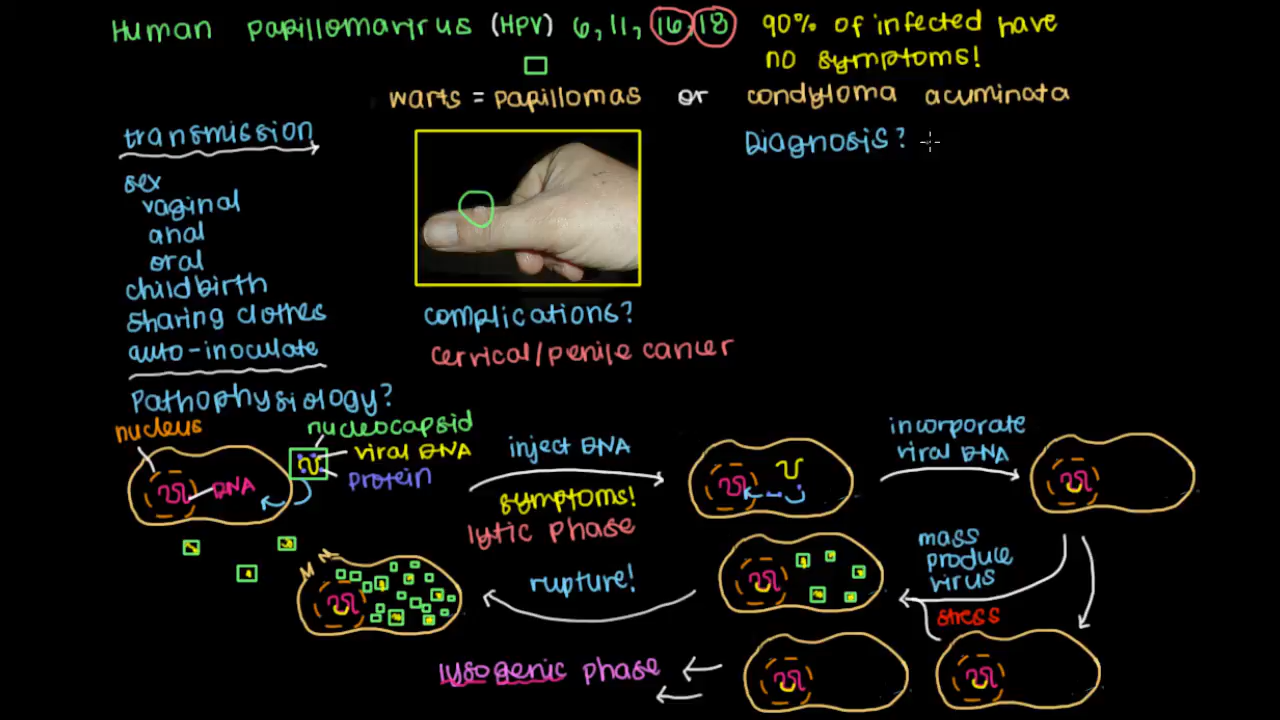 Human papillomavirus (HPV) 6, 11, 16, 18
90% of infected have
no symptoms!
warts = papillomas or condyloma acuminata
transmission
sex
vaginal
anal
oral
childbirth
sharing clothes
auto-inoculate
Diagnosis?
complications?
cervical/penile cancer
Pathophysiology?
nucleus
DNA
nucleocapsid
viral DNA
protein
inject DNA
symptoms!
lytic phase
incorporate
viral DNA
mass
produce
virus
stress
rupture!
lysogenic phase